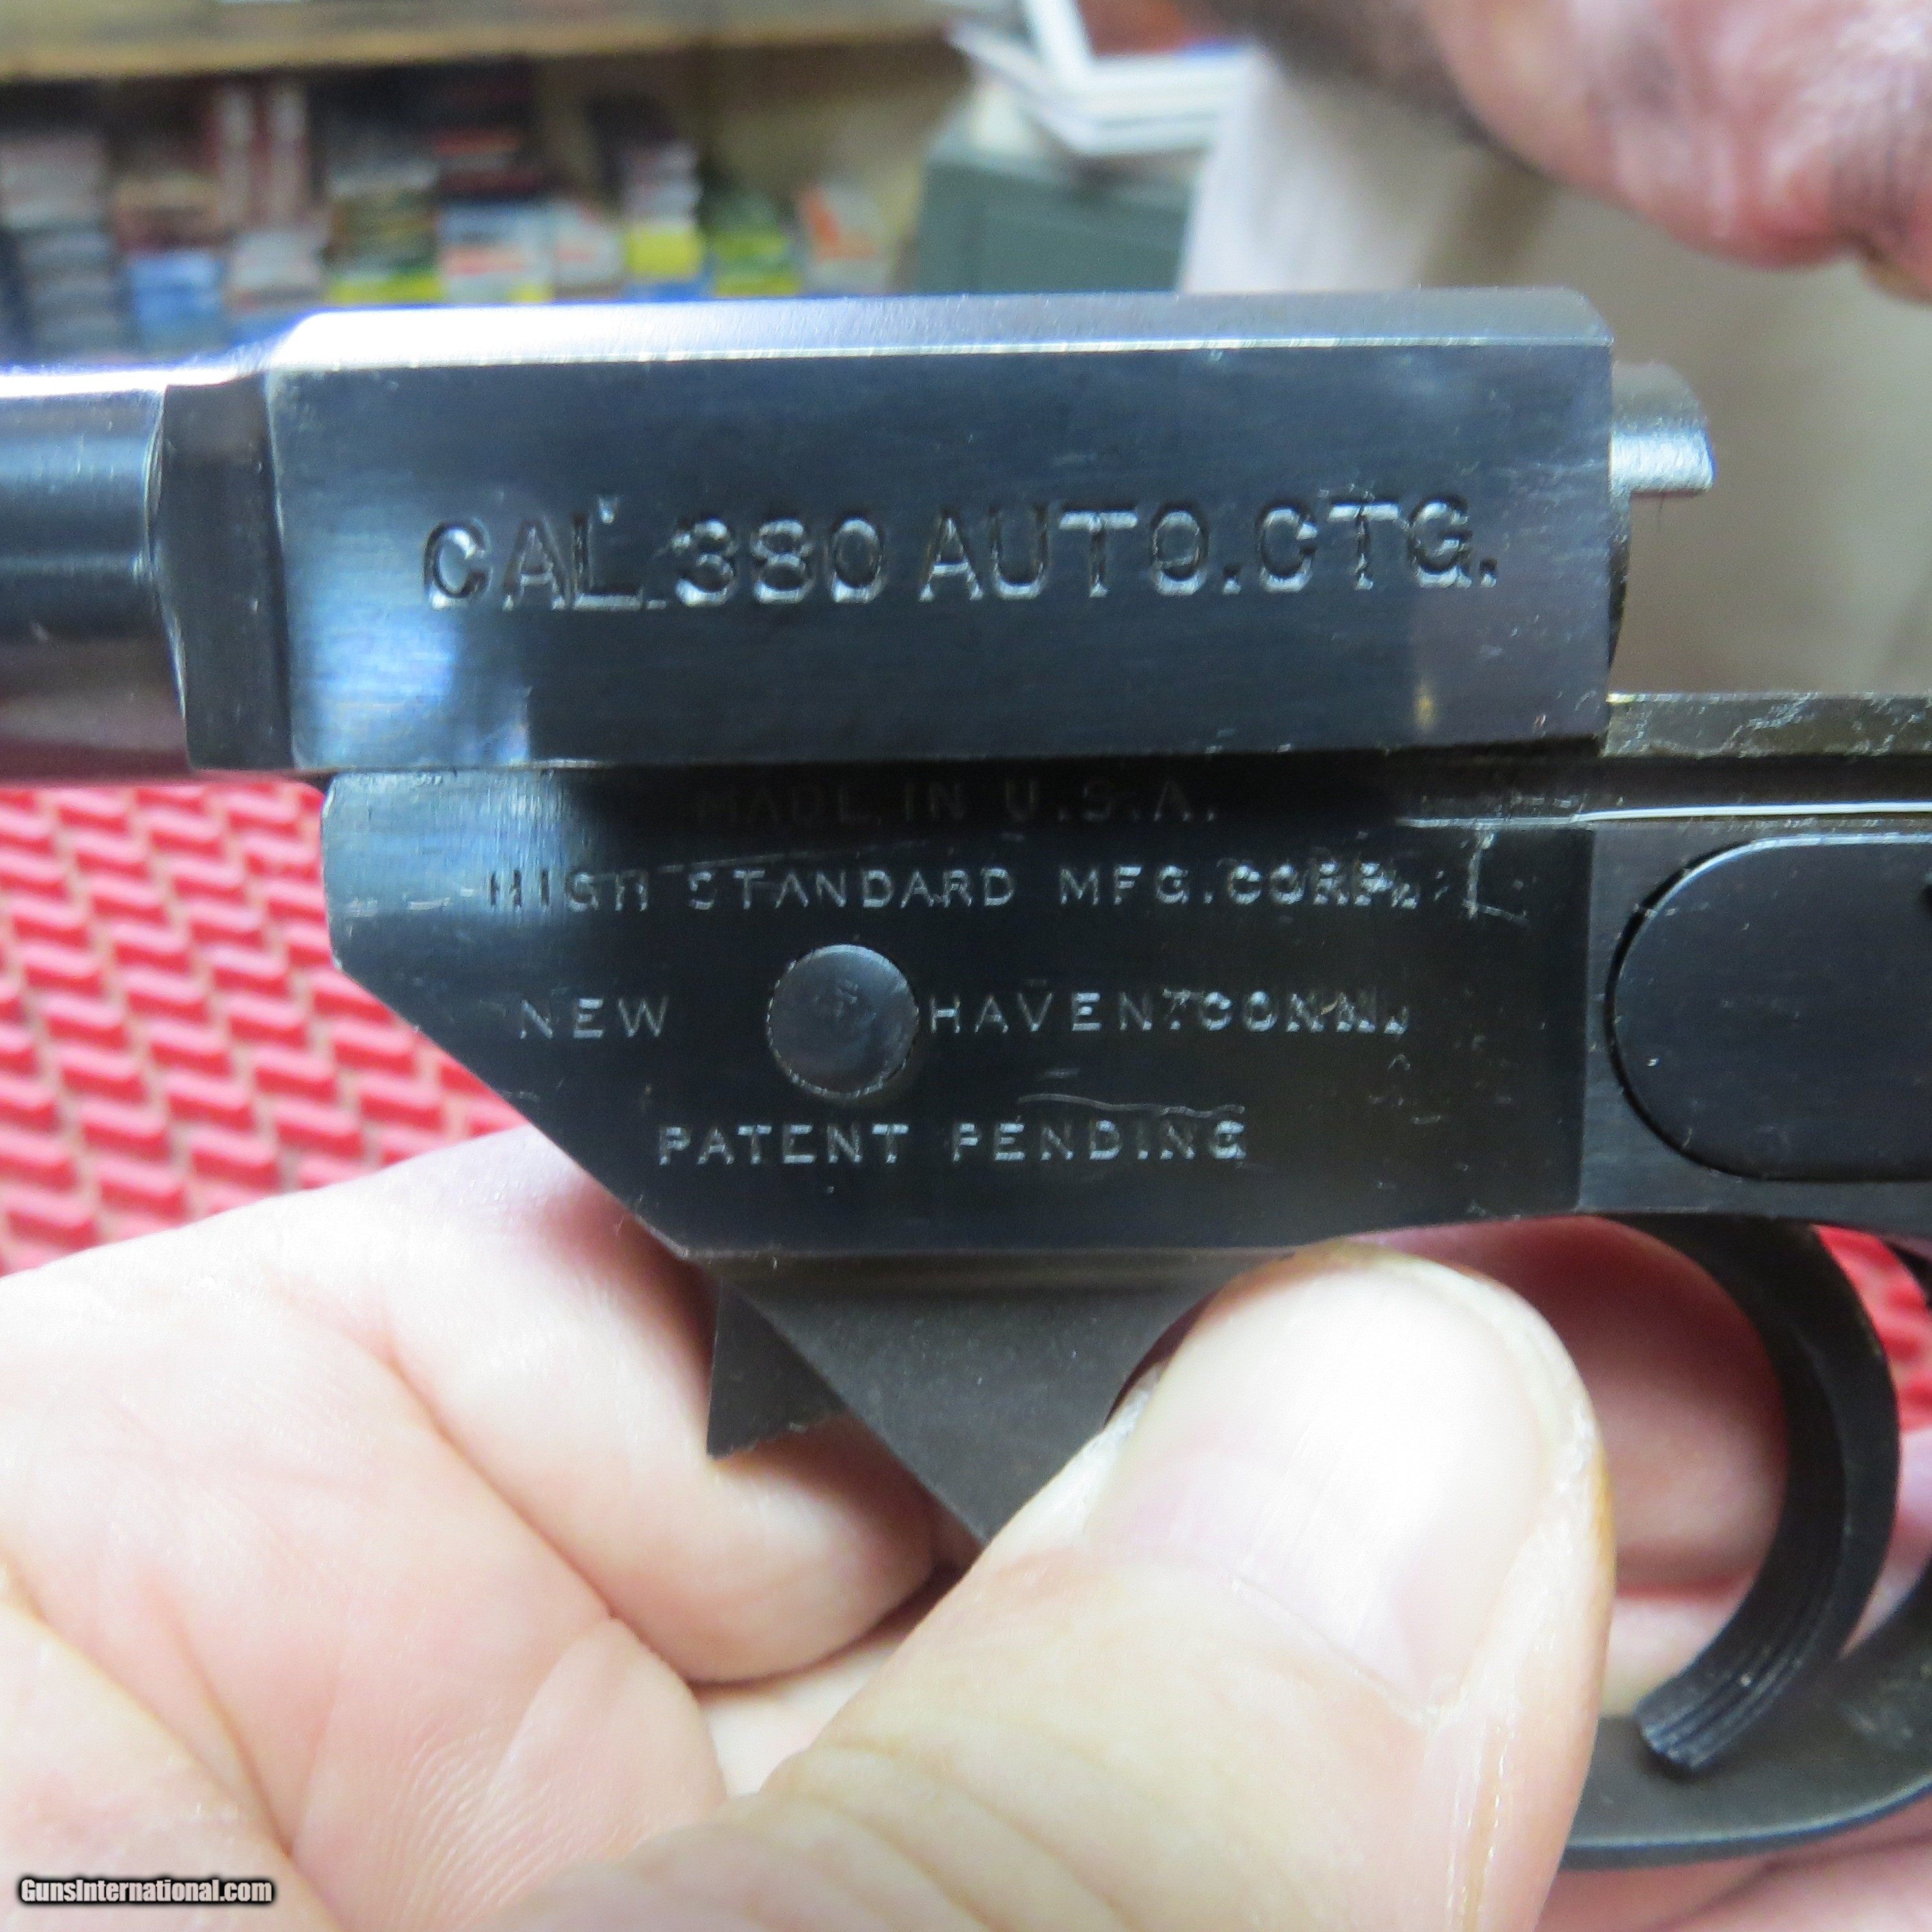 CAL. .380 AUTO. CTG.
MADE IN U.S.A.
HIGH STANDARD MFG. CORP.
NEW HAVEN, CONN.
PATENT PENDING
GunsInternational.com